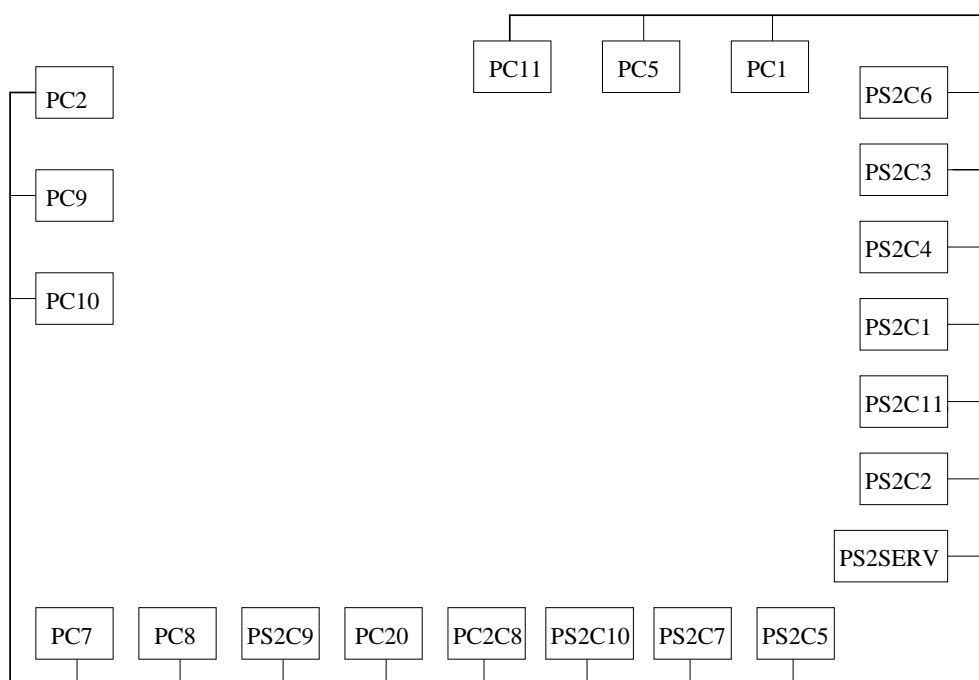 PC11 PC5 PC1
PC2 PS2C6
PS2C3
PC9
PS2C4
PC10
PS2C1
PS2C11
PS2C2
PS2SERV
PC7 PC8 PS2C9 PC20 PC2C8 PS2C10 PS2C7 PS2C5